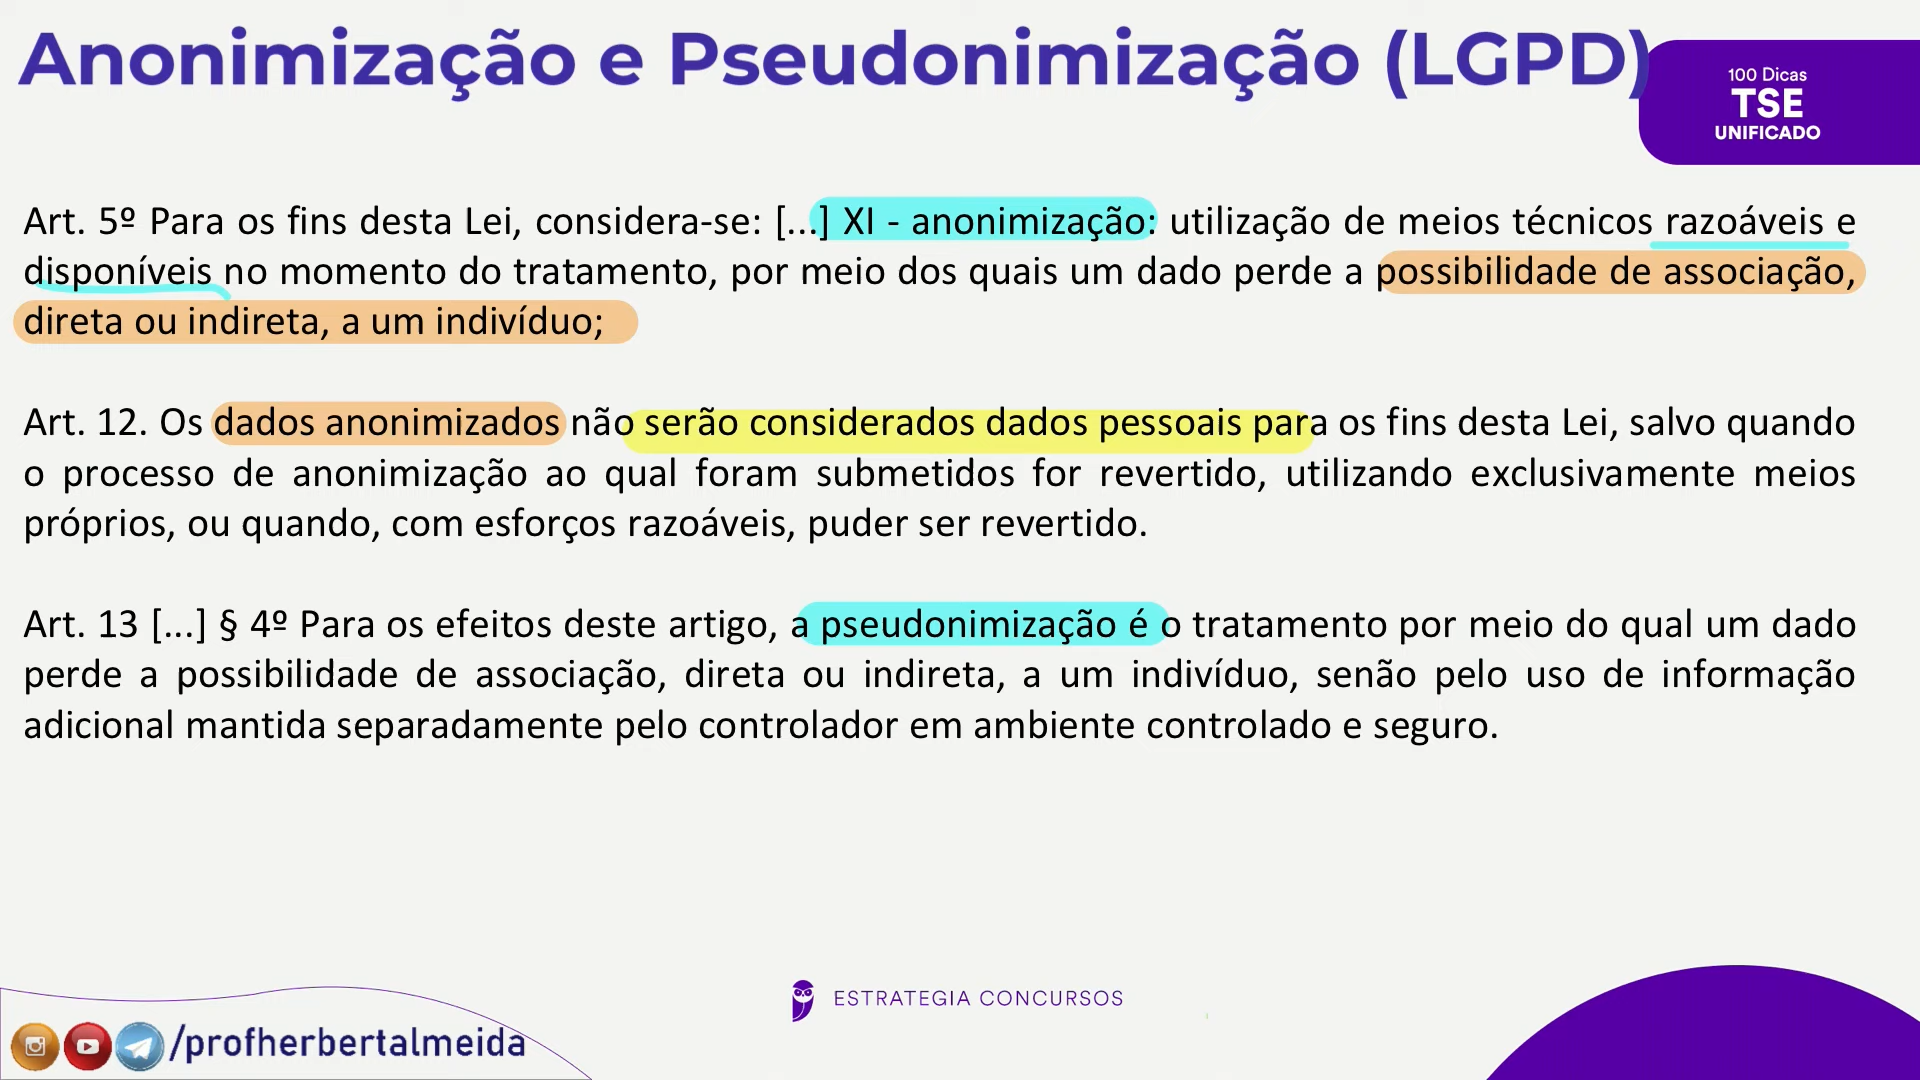 Anonimização e Pseudonimização (LGPD)
100 Dicas
TSE
UNIFICADO
Art. 5º Para os fins desta Lei, considera-se: [...] XI - anonimização: utilização de meios técnicos razoáveis e
disponíveis no momento do tratamento, por meio dos quais um dado perde a possibilidade de associação,
direta ou indireta, a um indivíduo;
Art. 12. Os dados anonimizados não serão considerados dados pessoais para os fins desta Lei, salvo quando
o processo de anonimização ao qual foram submetidos for revertido, utilizando exclusivamente meios
próprios, ou quando, com esforços razoáveis, puder ser revertido.
Art. 13 [...] § 4º Para os efeitos deste artigo, a pseudonimização é o tratamento por meio do qual um dado
perde a possibilidade de associação, direta ou indireta, a um indivíduo, senão pelo uso de informação
adicional mantida separadamente pelo controlador em ambiente controlado e seguro.
ESTRATEGIA CONCURSOS
/profherbertalmeida